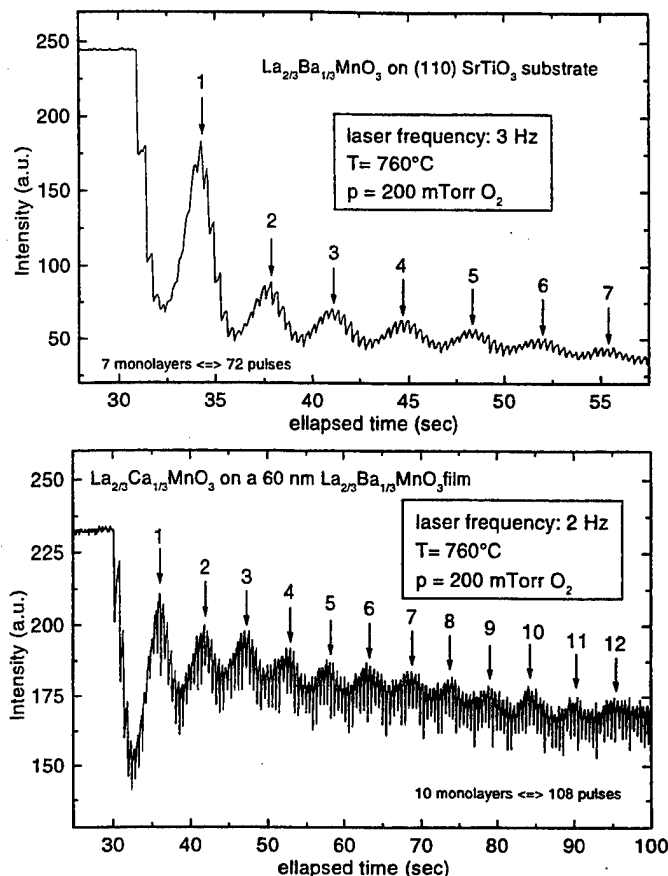 250
200
150
100
50
Intensity (a.u.)
La2/3Ba1/3MnO3 on (110) SrTiO3 substrate
laser frequency: 3 Hz
T= 760°C
p = 200 mTorr O2
1
2
3
4
5
6
7
7 monolayers <=> 72 pulses
30 35 40 45 50 55
ellapsed time (sec)
250
225
200
175
150
Intensity (a.u.)
La2/3Ca1/3MnO3 on a 60 nm La2/3Ba1/3MnO3film
laser frequency: 2 Hz
T= 760°C
p = 200 mTorr O2
1
2
3
4
5
6
7
8
9
10
11
12
10 monolayers <=> 108 pulses
30 40 50 60 70 80 90 100
ellapsed time (sec)